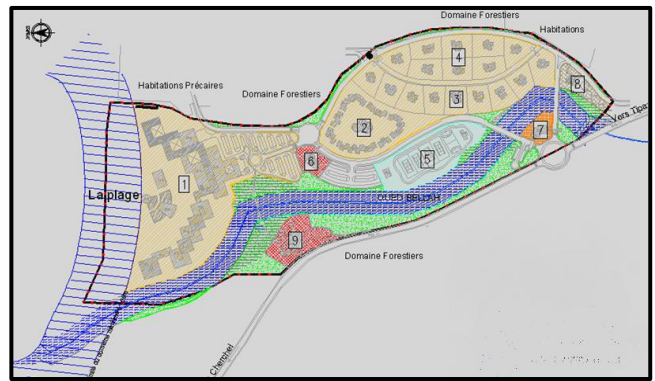 Domaine Forestiers
Habitations
Habitations Précaires
Domaine Forestiers
4
8
3
Vers Tipa
2
7
6
5
1
La plage
OUED BELLAH
9
Domaine Forestiers
Cherchel